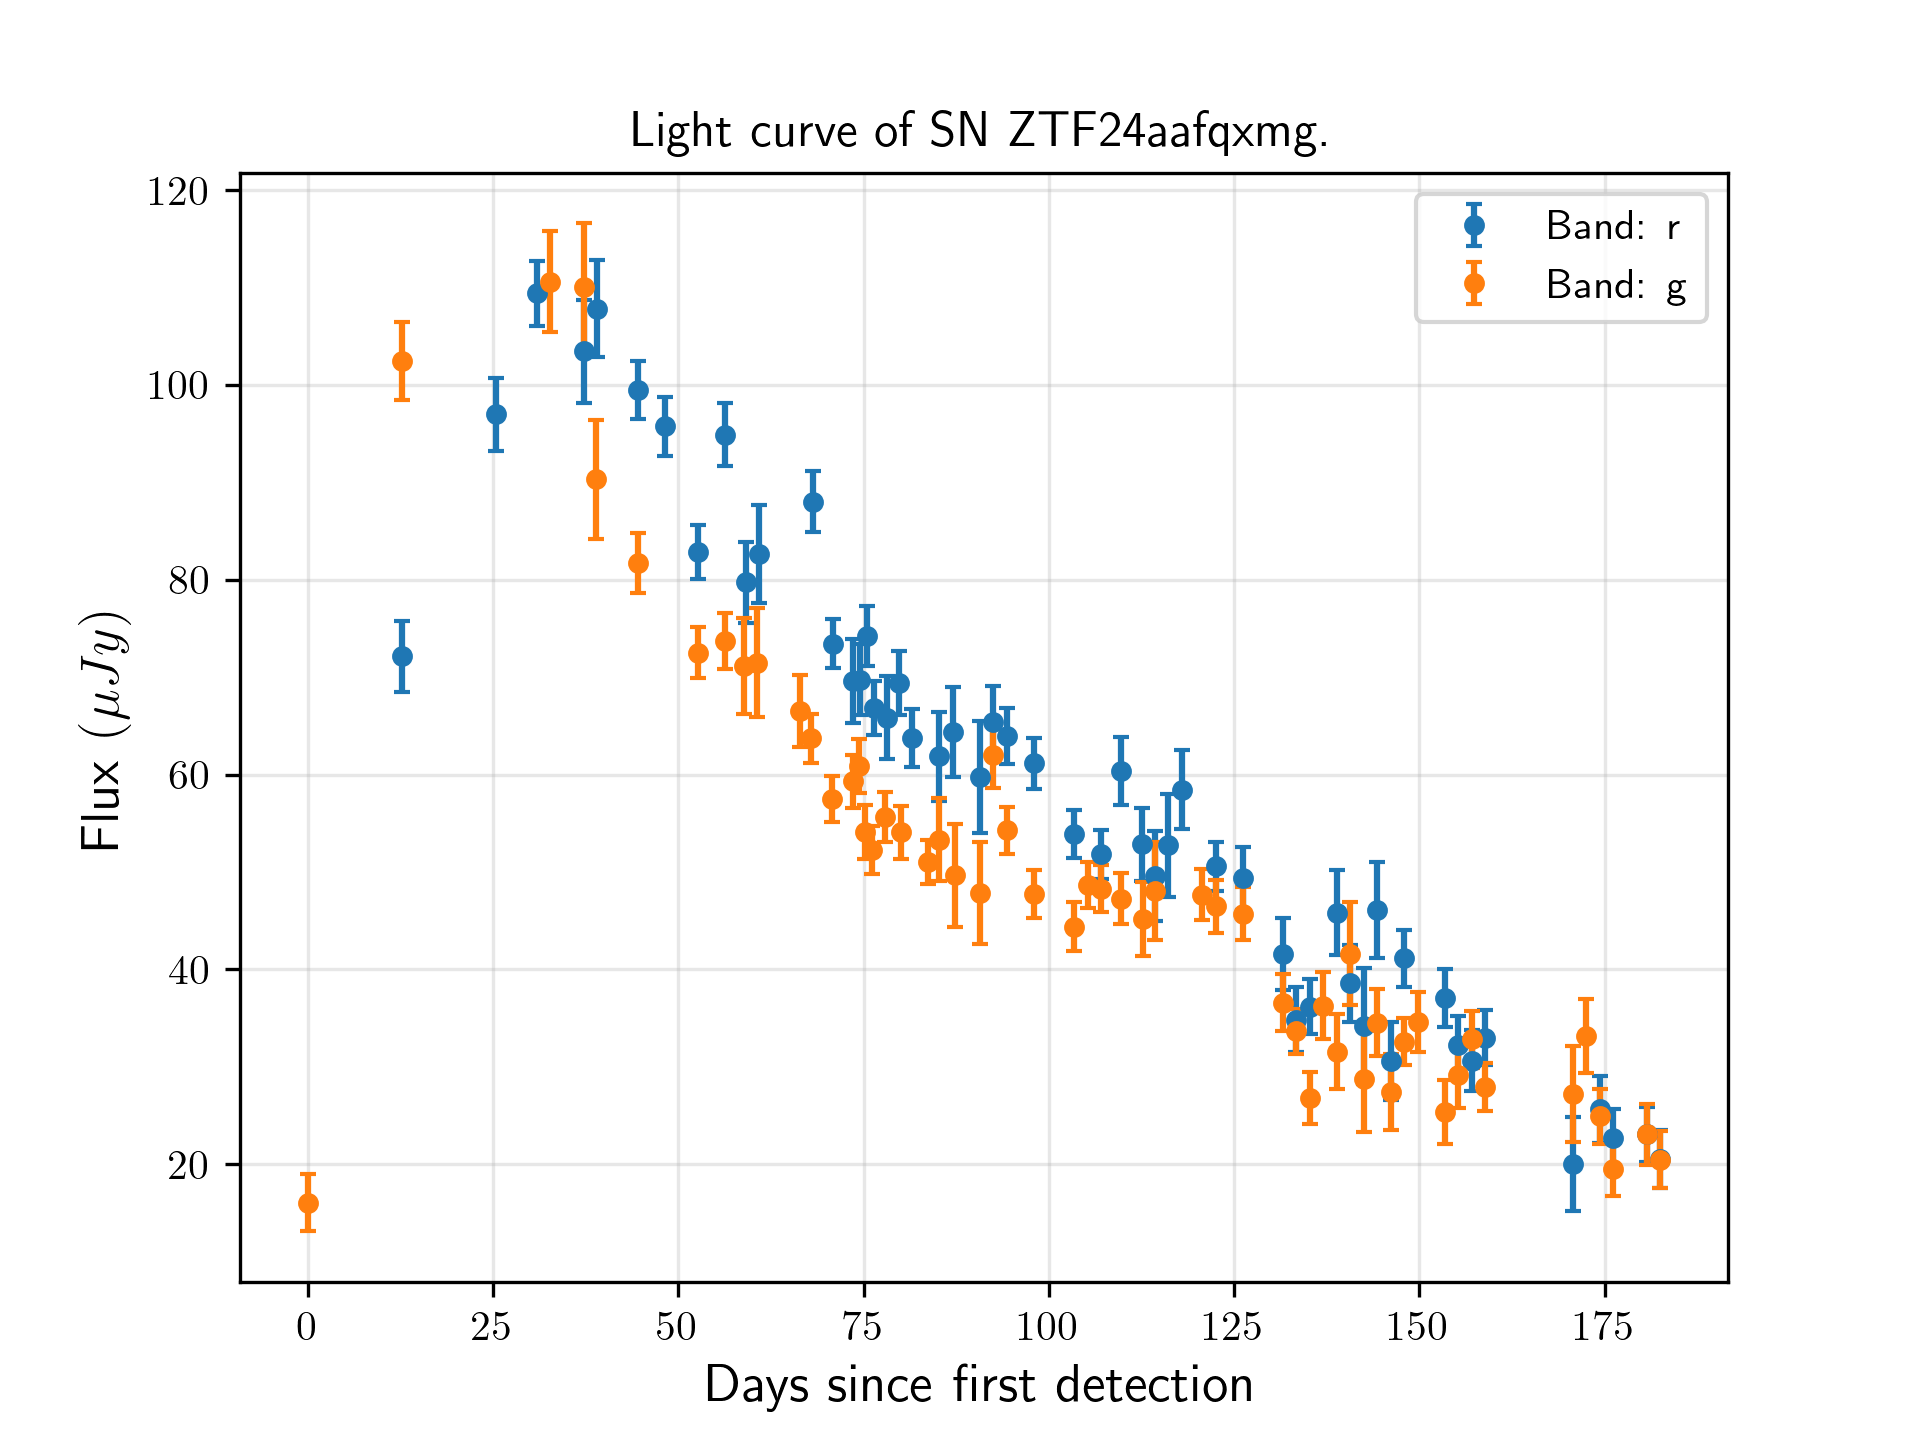 Light curve of SN ZTF24aafqxmg.
120
100
80
60
40
20
Flux (μJy)
Band: r
Band: g
0 25 50 75 100 125 150 175
Days since first detection